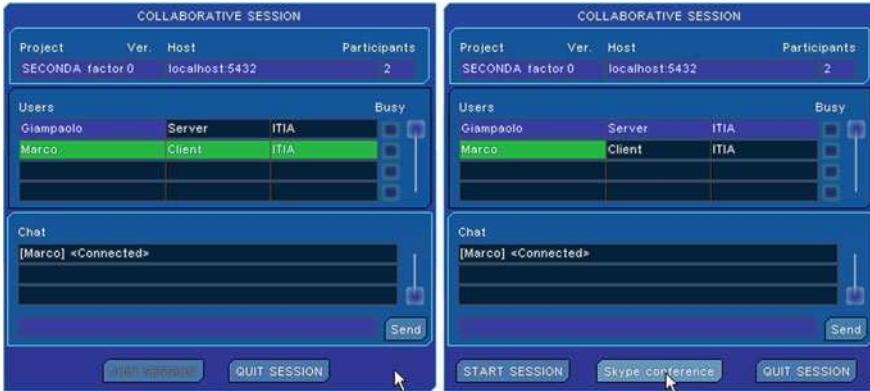 COLLABORATIVE SESSION
Project Ver. Host Participants
SECONDA factor 0 localhost:5432 2
Users Busy
Giampaolo Server ITIA
Marco Client ITIA
Chat
[Marco] <Connected>
Send
QUIT SESSION
COLLABORATIVE SESSION
Project Ver. Host Participants
SECONDA factor 0 localhost:5432 2
Users Busy
Giampaolo Server ITIA
Marco Client ITIA
Chat
[Marco] <Connected>
Send
START SESSION Skype conference QUIT SESSION